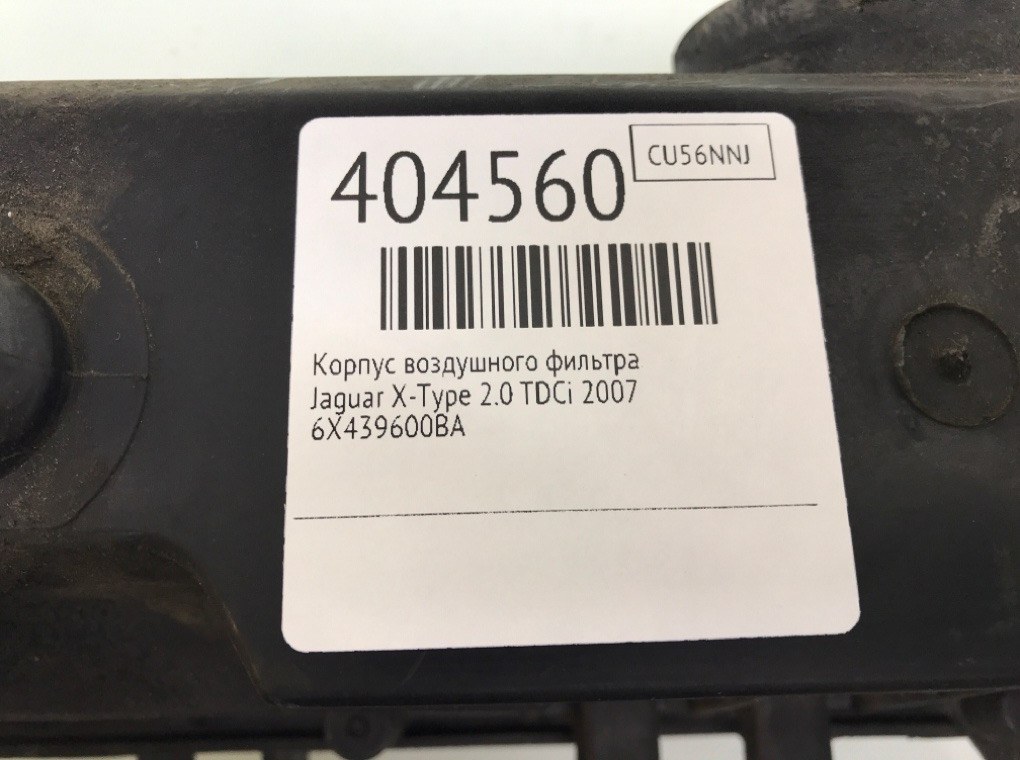 404560
CU56NNJ
Корпус воздушного фильтра
Jaguar X-Type 2.0 TDCi 2007
6X439600BA